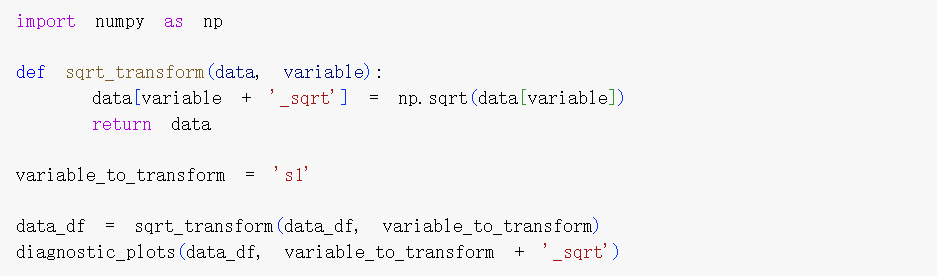 import numpy as np
def sqrt_transform(data, variable):
data[variable + '_sqrt'] = np.sqrt(data[variable])
return data
variable_to_transform = 's1'
data_df = sqrt_transform(data_df, variable_to_transform)
diagnostic_plots(data_df, variable_to_transform + '_sqrt')